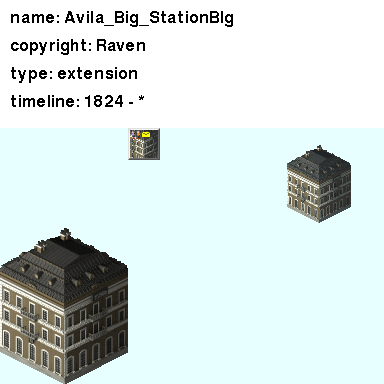 name: Avila_Big_StationBlg
copyright: Raven
type: extension
timeline: 1824 - *